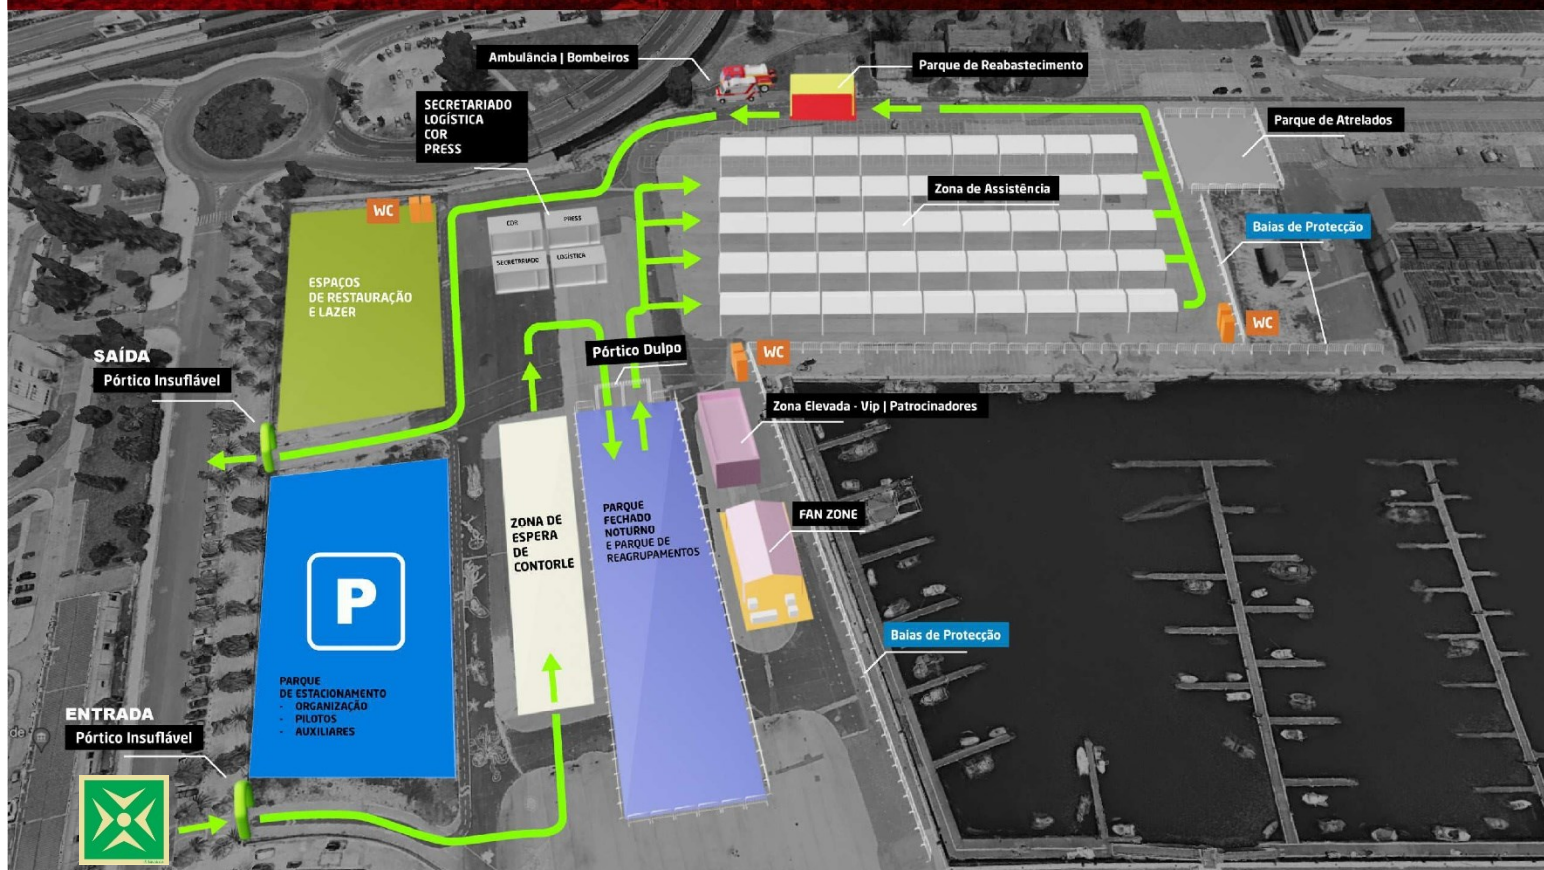 Ambulância | Bombeiros
Parque de Reabastecimento
SECRETARIADO
LOGÍSTICA
COR
PRESS
Parque de Atrelados
Zona de Assistência
WC
COR
PRESS
SECRETARIADO
LOGÍSTICA
Baias de Protecção
ESPAÇOS
DE RESTAURAÇÃO
E LAZER
WC
SAÍDA
Pórtico Insuflável
Pórtico Dulpo
WC
Zona Elevada - Vip | Patrocinadores
ZONA DE
ESPERA
DE
CONTORLE
PARQUE
FECHADO
NOTURNO
E PARQUE DE
REAGRUPAMENTOS
FAN ZONE
P
Baias de Protecção
PARQUE
DE ESTACIONAMENTO
- ORGANIZAÇÃO
- PILOTOS
- AUXILIARES
ENTRADA
Pórtico Insuflável